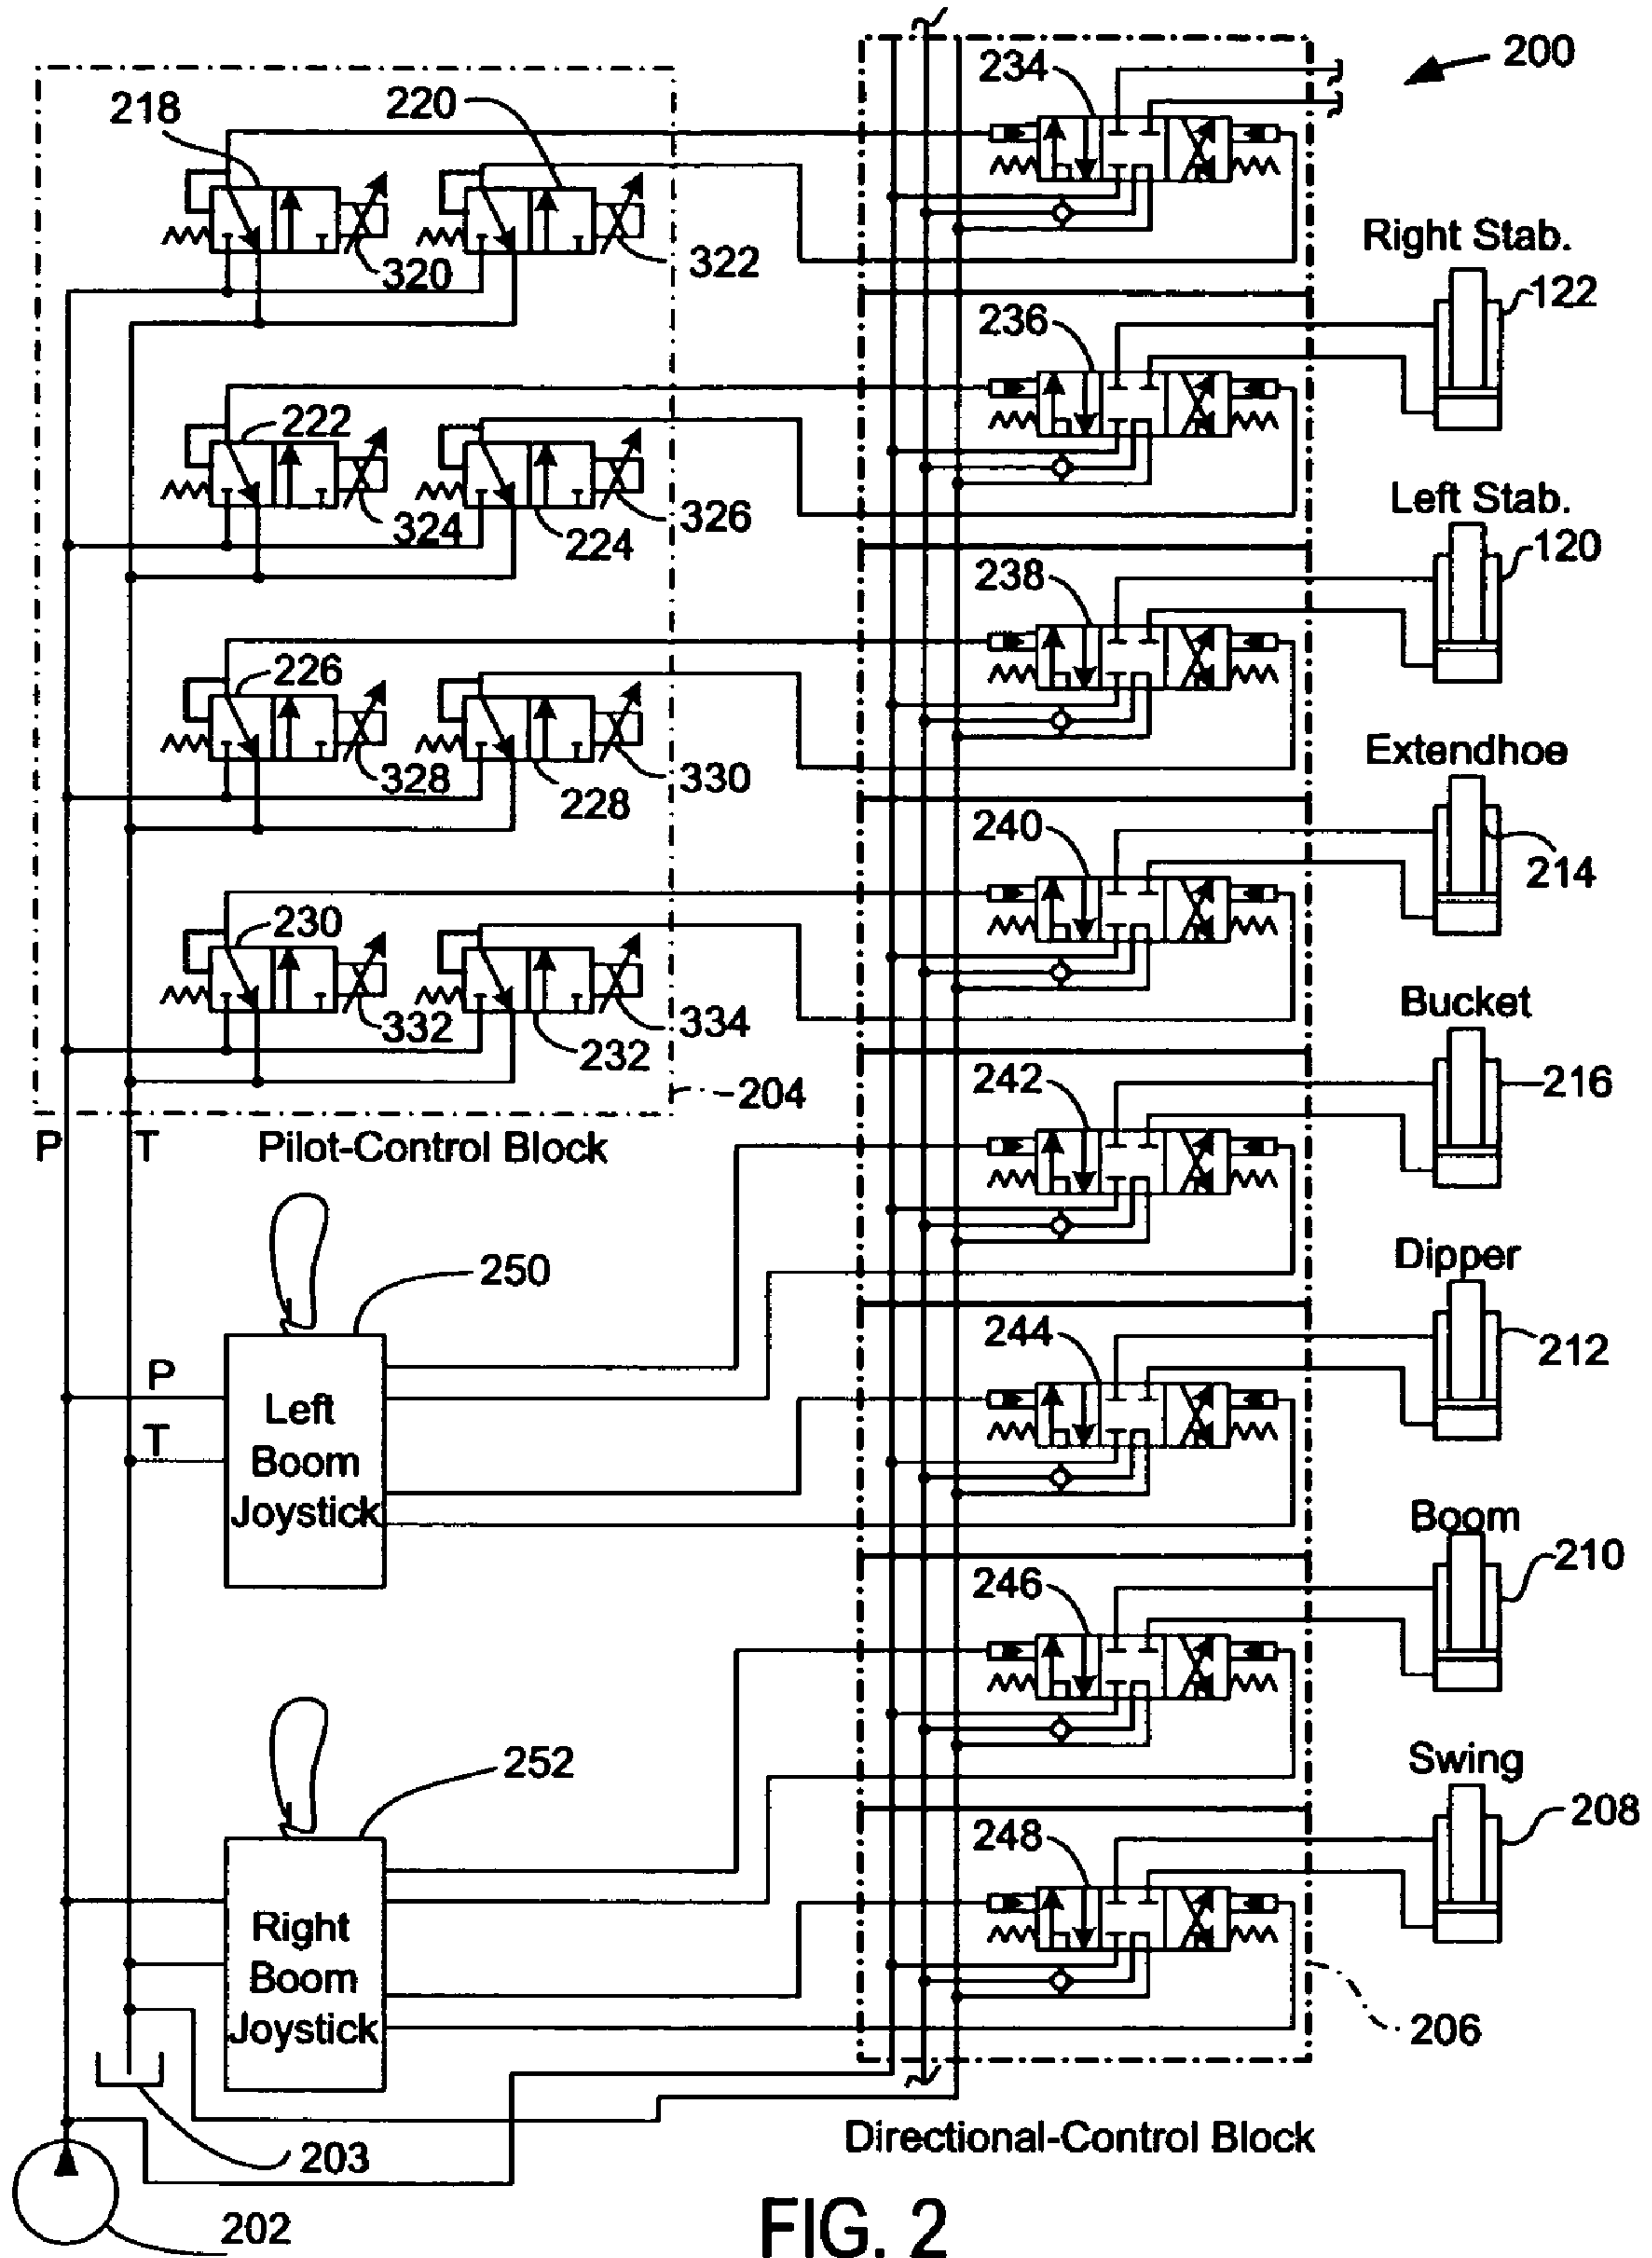 200
234
218
220
320
322
Right Stab.
122
236
222
324
224
326
Left Stab.
120
238
226
328
228
330
Extendhoe
214
240
230
332
232
334
204
Bucket
216
242
P
T
Pilot-Control Block
250
Dipper
212
244
P
T
Left
Boom
Joystick
Boom
210
246
252
Swing
208
248
Right
Boom
Joystick
206
203
Directional-Control Block
202
FIG. 2